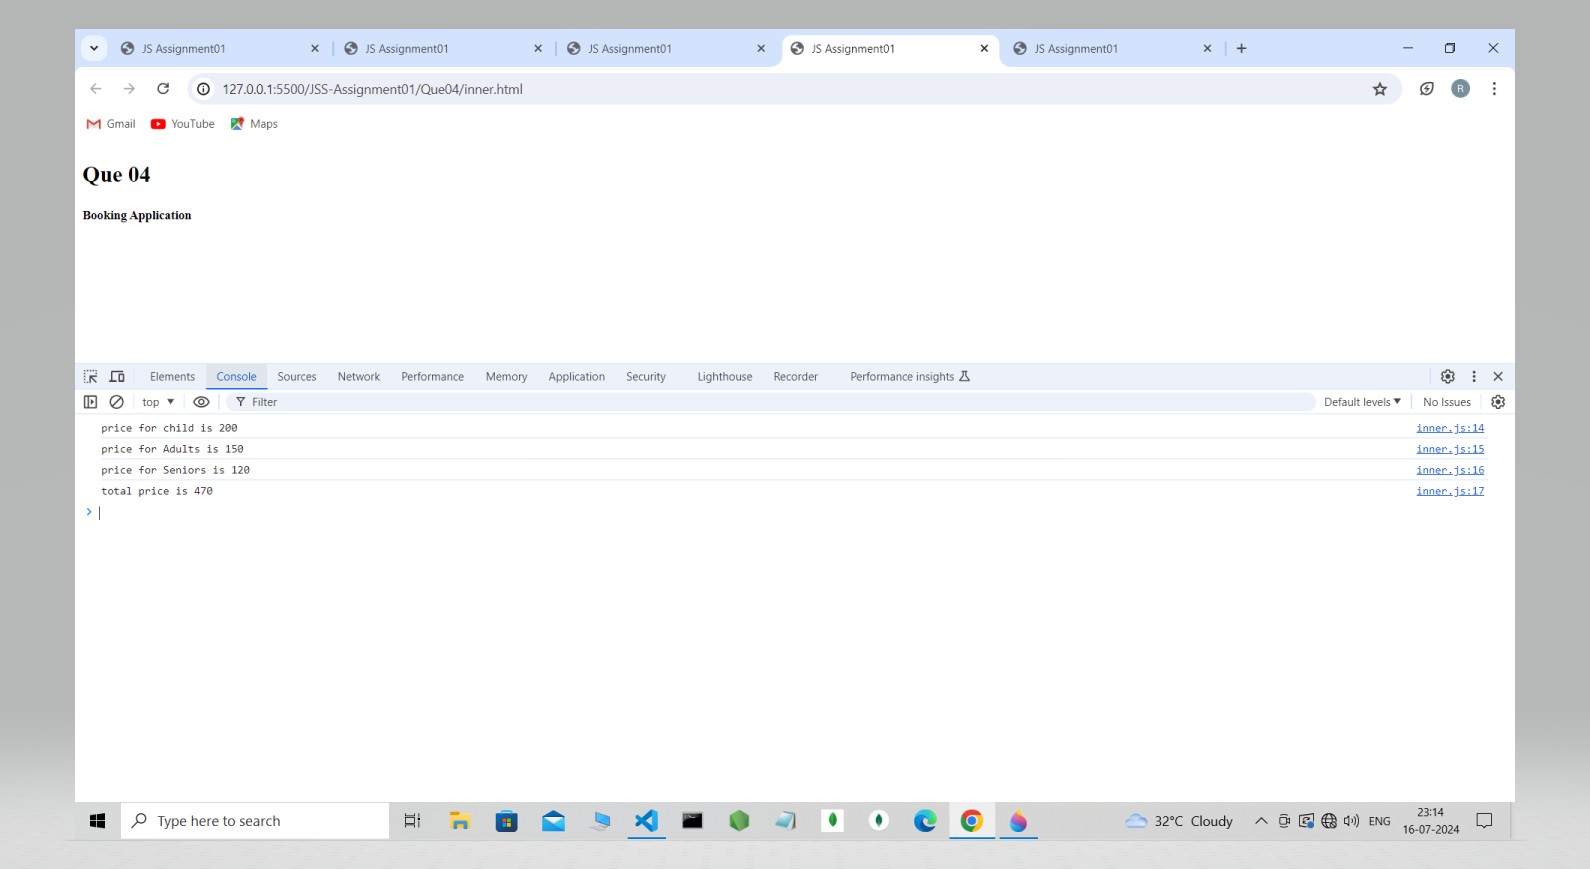 JS Assignment01
JS Assignment01
JS Assignment01
JS Assignment01
JS Assignment01
127.0.0.1:5500/JSS-Assignment01/Que04/inner.html
R
Gmail YouTube Maps
Que 04
Booking Application
Elements Console Sources Network Performance Memory Application Security Lighthouse Recorder Performance insights
top Filter Default levels No Issues
price for child is 200 inner.js:14
price for Adults is 150 inner.js:15
price for Seniors is 120 inner.js:16
total price is 470 inner.js:17
Type here to search 32°C Cloudy ENG 23:14
16-07-2024